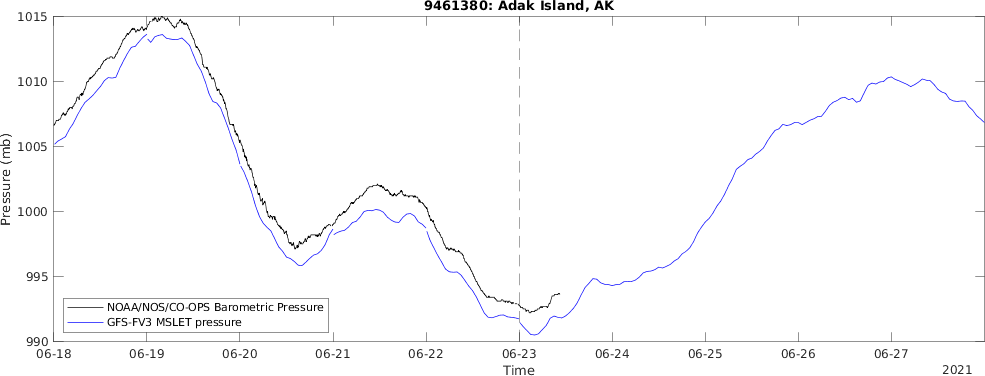 9461380: Adak Island, AK
Pressure (mb)
1015
1010
1005
1000
995
990
NOAA/NOS/CO-OPS Barometric Pressure
GFS-FV3 MSLET pressure
06-18 06-19 06-20 06-21 06-22 06-23 06-24 06-25 06-26 06-27
Time
2021